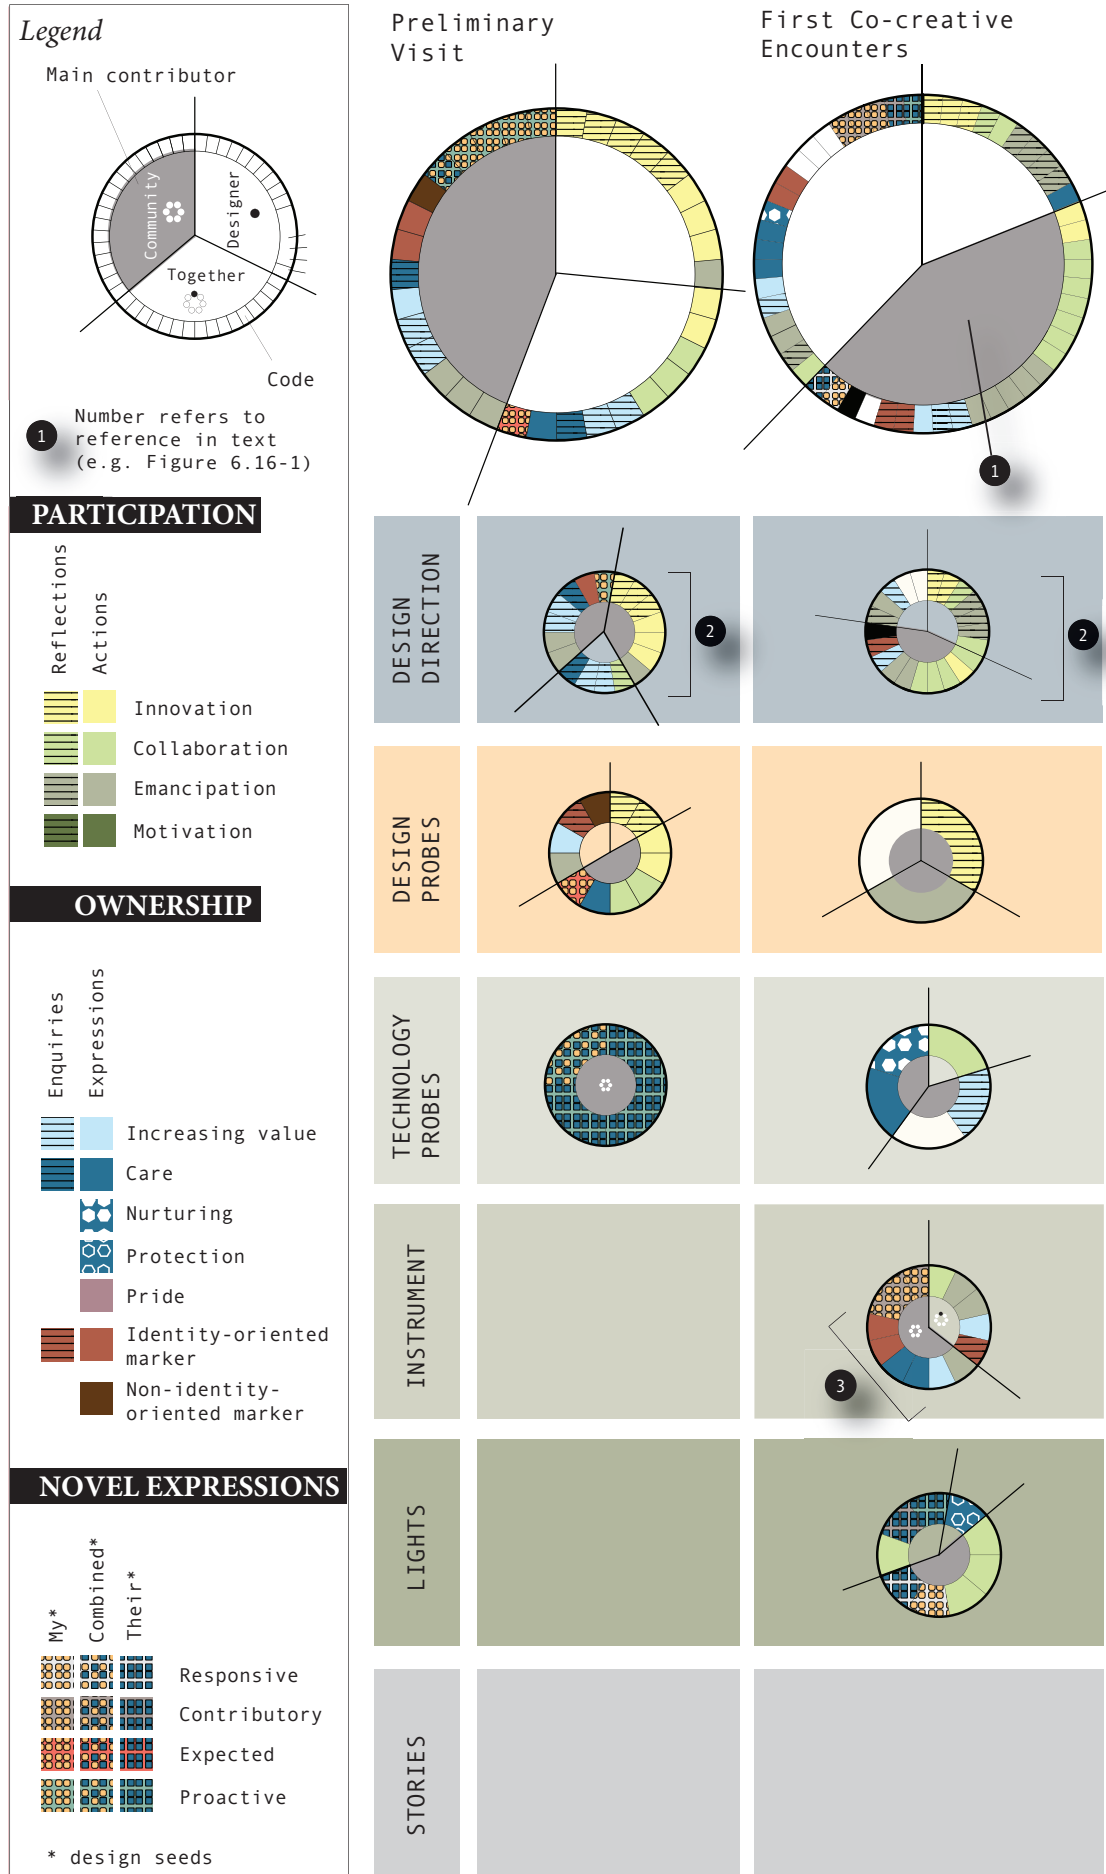 Legend
Main contributor
Community
Designer
Together
Code
1
Number refers to
reference in text
(e.g. Figure 6.16-1)
PARTICIPATION
Reflections
Actions
Innovation
Collaboration
Emancipation
Motivation
OWNERSHIP
Enquiries
Expressions
Increasing value
Care
Nurturing
Protection
Pride
Identity-oriented
marker
Non-identity-
oriented marker
NOVEL EXPRESSIONS
My*
Combined*
Their*
Responsive
Contributory
Expected
Proactive
* design seeds
Preliminary
Visit
First Co-creative
Encounters
1
DESIGN
DIRECTION
2
2
DESIGN
PROBES
TECHNOLOGY
PROBES
INSTRUMENT
3
LIGHTS
STORIES